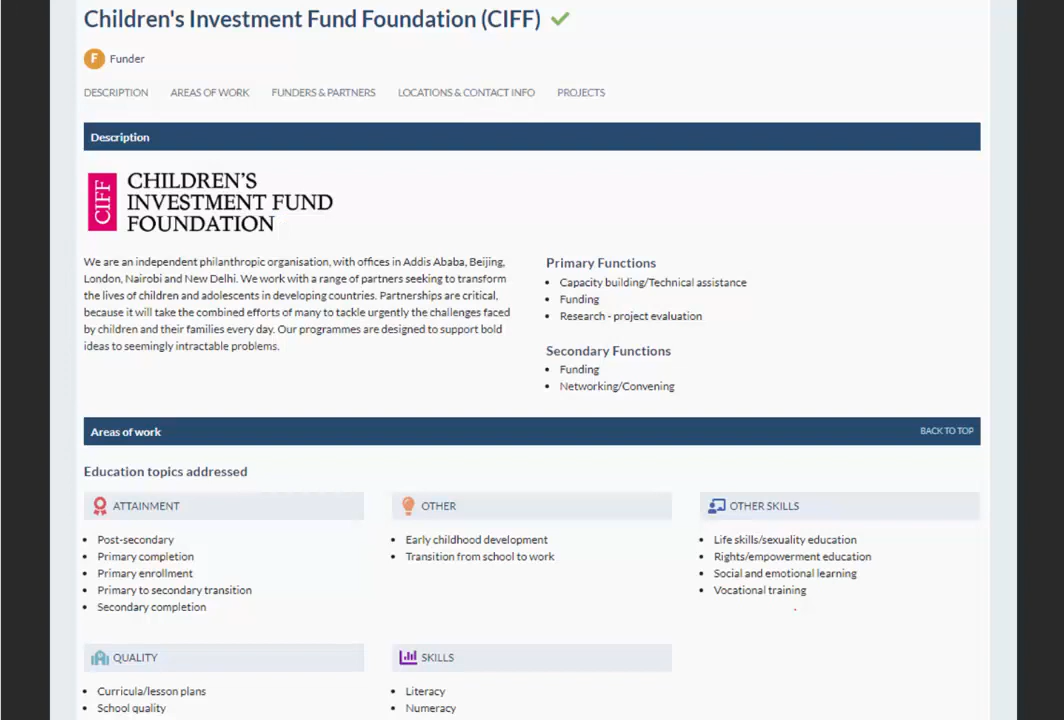 Children's Investment Fund Foundation (CIFF)
F Funder
DESCRIPTION AREAS OF WORK FUNDERS & PARTNERS LOCATIONS & CONTACT INFO PROJECTS
Description
CIFF
CHILDREN'S
INVESTMENT FUND
FOUNDATION
We are an independent philanthropic organisation, with offices in Addis Ababa, Beijing,
London, Nairobi and New Delhi. We work with a range of partners seeking to transform
the lives of children and adolescents in developing countries. Partnerships are critical,
because it will take the combined efforts of many to tackle urgently the challenges faced
by children and their families every day. Our programmes are designed to support bold
ideas to seemingly intractable problems.
Primary Functions
• Capacity building/Technical assistance
• Funding
• Research - project evaluation
Secondary Functions
• Funding
• Networking/Convening
Areas of work BACK TO TOP
Education topics addressed
ATTAINMENT
• Post-secondary
• Primary completion
• Primary enrollment
• Primary to secondary transition
• Secondary completion
OTHER
• Early childhood development
• Transition from school to work
OTHER SKILLS
• Life skills/sexuality education
• Rights/empowerment education
• Social and emotional learning
• Vocational training
QUALITY
• Curricula/lesson plans
• School quality
SKILLS
• Literacy
• Numeracy